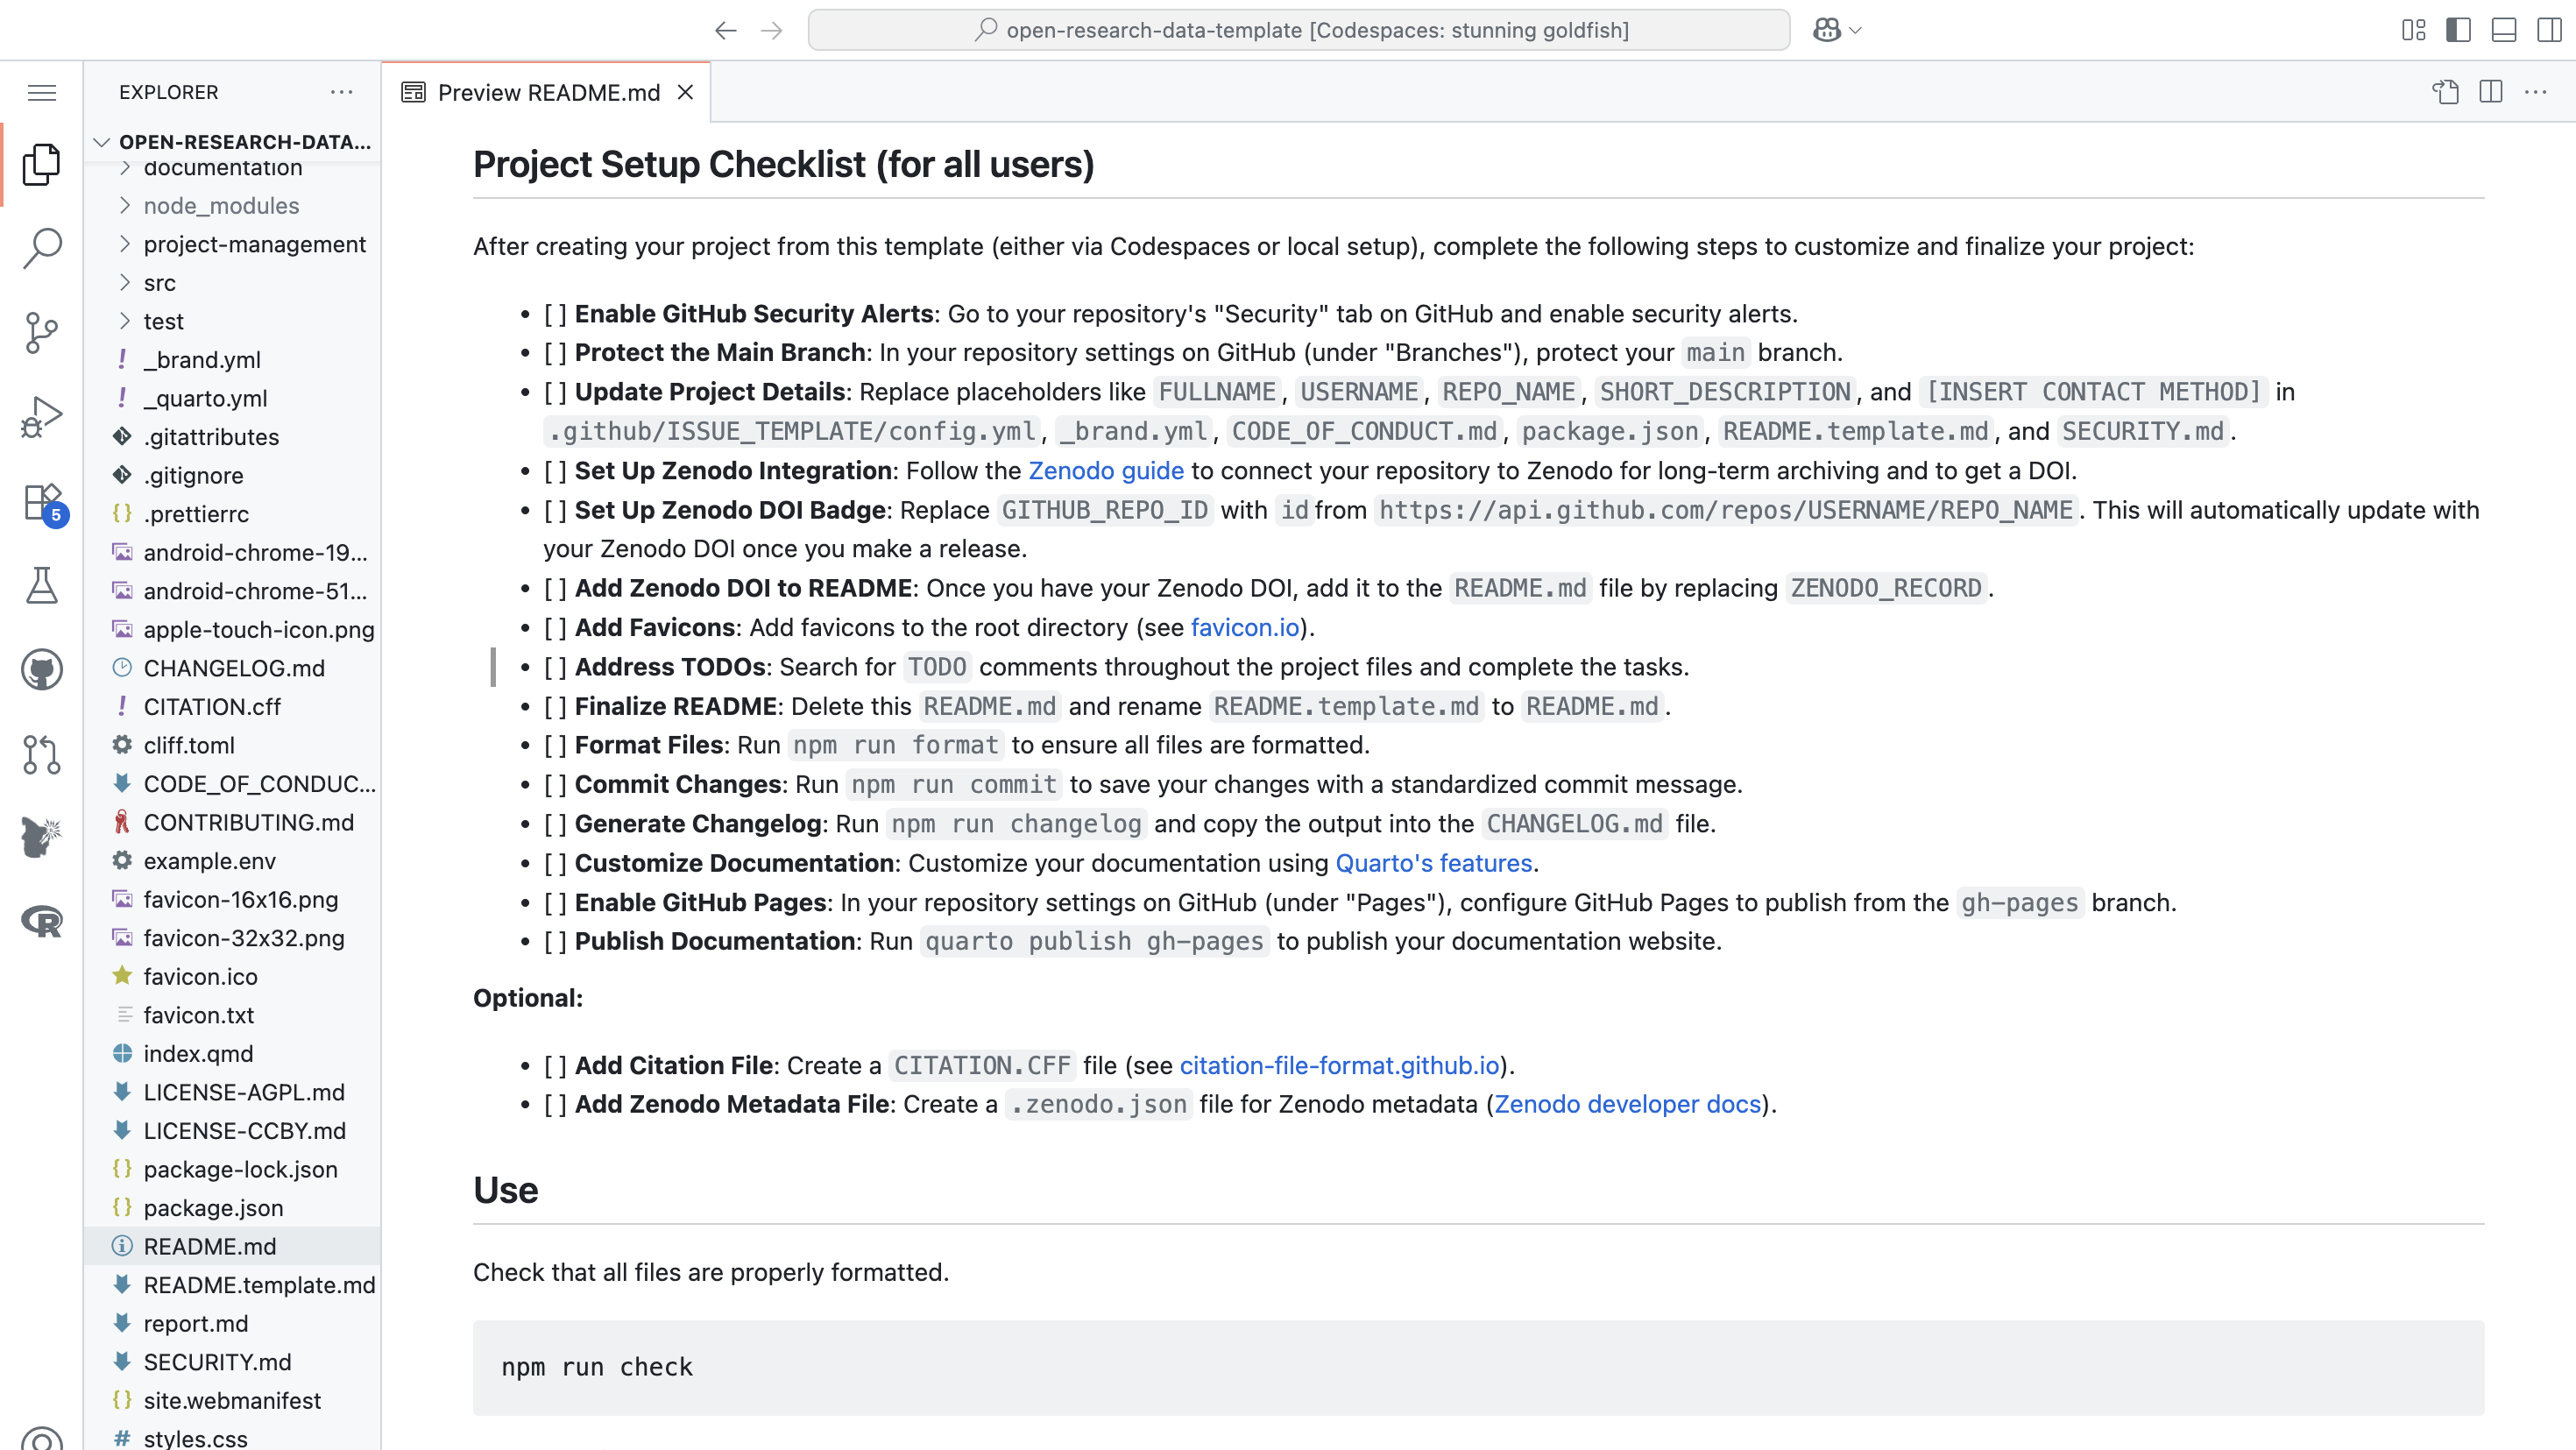 open-research-data-template [Codespaces: stunning goldfish]
EXPLORER
Preview README.md
OPEN-RESEARCH-DATA...
documentation
node_modules
project-management
src
test
_brand.yml
_quarto.yml
.gitattributes
.gitignore
.prettierrc
android-chrome-19...
android-chrome-51...
apple-touch-icon.png
CHANGELOG.md
CITATION.cff
cliff.toml
CODE_OF_CONDUC...
CONTRIBUTING.md
example.env
favicon-16x16.png
favicon-32x32.png
favicon.ico
favicon.txt
index.qmd
LICENSE-AGPL.md
LICENSE-CCBY.md
package-lock.json
package.json
README.md
README.template.md
report.md
SECURITY.md
site.webmanifest
styles.css
5
Project Setup Checklist (for all users)
After creating your project from this template (either via Codespaces or local setup), complete the following steps to customize and finalize your project:
• [ ] Enable GitHub Security Alerts: Go to your repository's "Security" tab on GitHub and enable security alerts.
• [ ] Protect the Main Branch: In your repository settings on GitHub (under "Branches"), protect your main branch.
• [ ] Update Project Details: Replace placeholders like FULLNAME, USERNAME, REPO_NAME, SHORT_DESCRIPTION, and [INSERT CONTACT METHOD] in
.github/ISSUE_TEMPLATE/config.yml, _brand.yml, CODE_OF_CONDUCT.md, package.json, README.template.md, and SECURITY.md.
• [ ] Set Up Zenodo Integration: Follow the Zenodo guide to connect your repository to Zenodo for long-term archiving and to get a DOI.
• [ ] Set Up Zenodo DOI Badge: Replace GITHUB_REPO_ID with id from https://api.github.com/repos/USERNAME/REPO_NAME. This will automatically update with
your Zenodo DOI once you make a release.
• [ ] Add Zenodo DOI to README: Once you have your Zenodo DOI, add it to the README.md file by replacing ZENODO_RECORD.
• [ ] Add Favicons: Add favicons to the root directory (see favicon.io).
• [ ] Address TODOs: Search for TODO comments throughout the project files and complete the tasks.
• [ ] Finalize README: Delete this README.md and rename README.template.md to README.md.
• [ ] Format Files: Run npm run format to ensure all files are formatted.
• [ ] Commit Changes: Run npm run commit to save your changes with a standardized commit message.
• [ ] Generate Changelog: Run npm run changelog and copy the output into the CHANGELOG.md file.
• [ ] Customize Documentation: Customize your documentation using Quarto's features.
• [ ] Enable GitHub Pages: In your repository settings on GitHub (under "Pages"), configure GitHub Pages to publish from the gh-pages branch.
• [ ] Publish Documentation: Run quarto publish gh-pages to publish your documentation website.
Optional:
• [ ] Add Citation File: Create a CITATION.CFF file (see citation-file-format.github.io).
• [ ] Add Zenodo Metadata File: Create a .zenodo.json file for Zenodo metadata (Zenodo developer docs).
Use
Check that all files are properly formatted.
npm run check